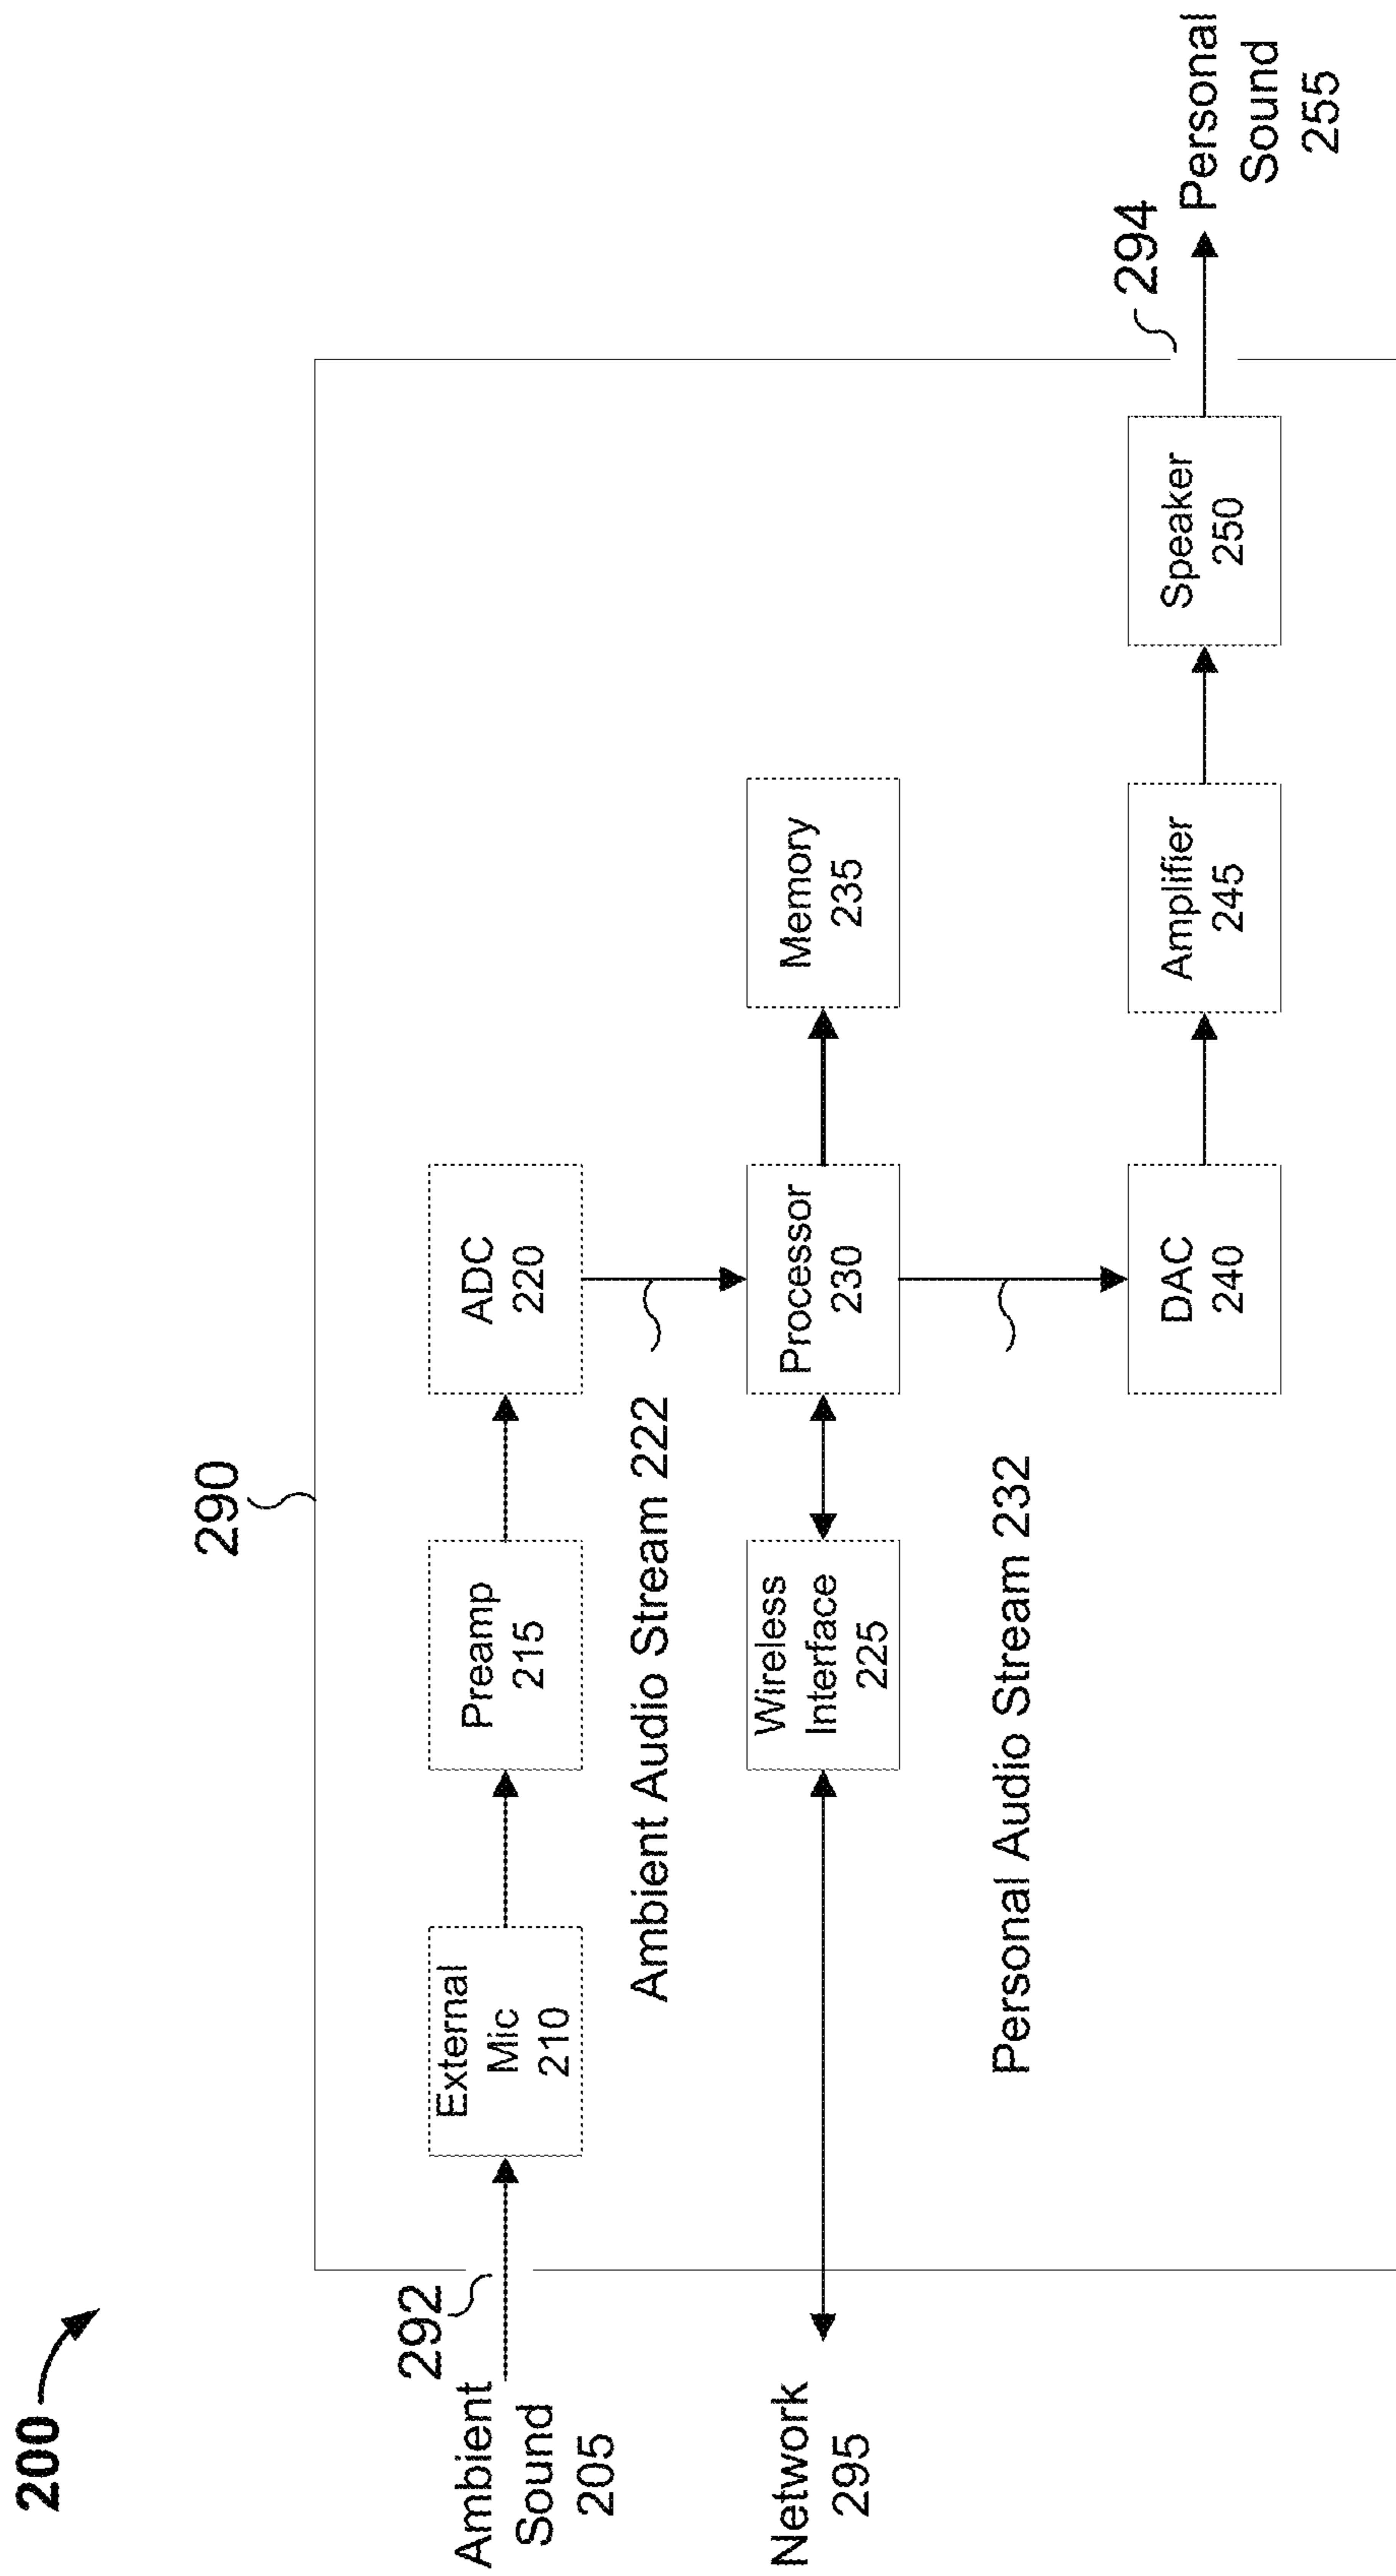 200
290
292
Ambient
Sound
205
External
Mic
210
Preamp
215
ADC
220
Ambient Audio Stream 222
Network
295
Wireless
Interface
225
Processor
230
Memory
235
Personal Audio Stream 232
DAC
240
Amplifier
245
Speaker
250
294
Personal
Sound
255